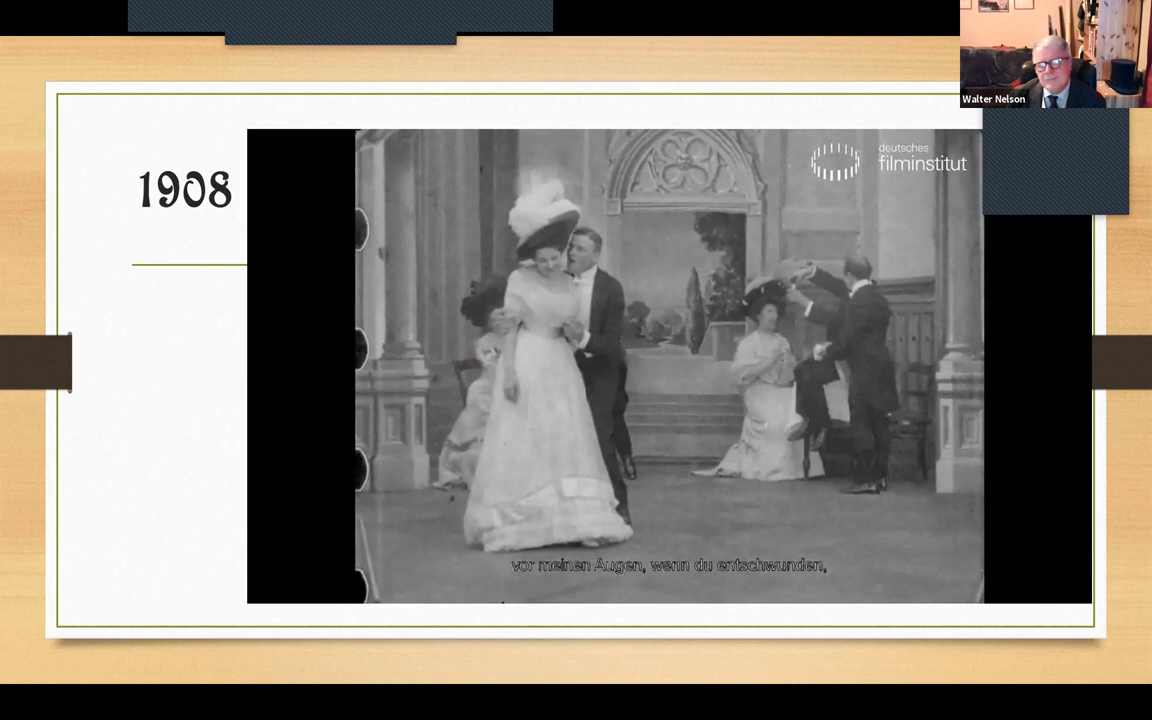 Walter Nelson
1908
deutsches
filminstitut
vor meinen Augen, wenn du entschwunden,